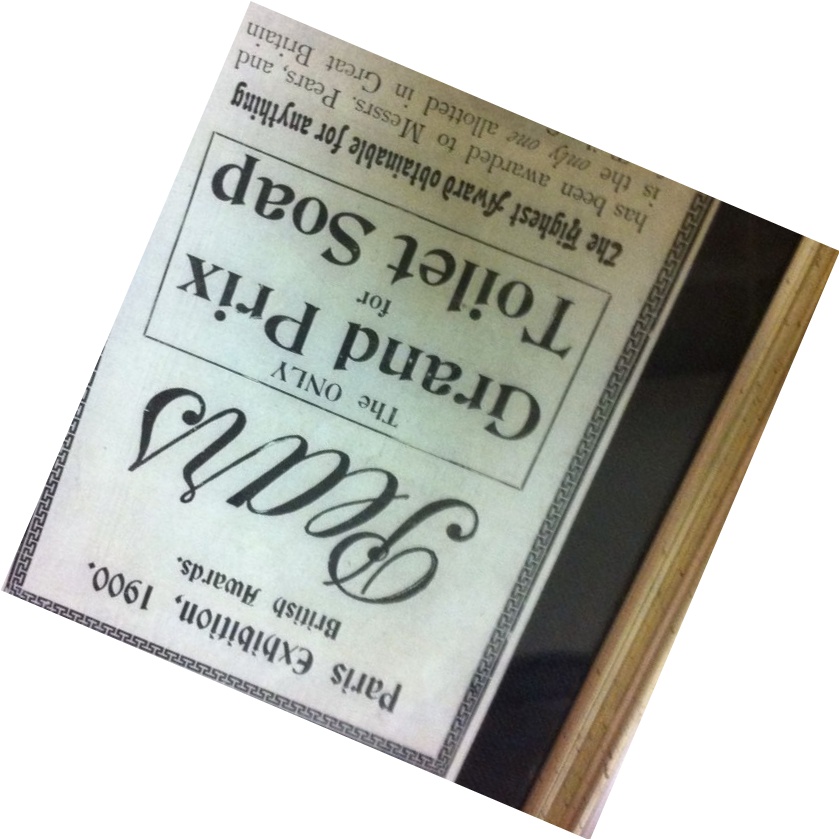 Paris Exhibition, 1900.
British Awards.
Pears
The ONLY
Grand Prix
for
Toilet Soap
The Highest Award obtainable for anything
has been awarded to Messrs. Pears, and
is the only one allotted in Great Britain